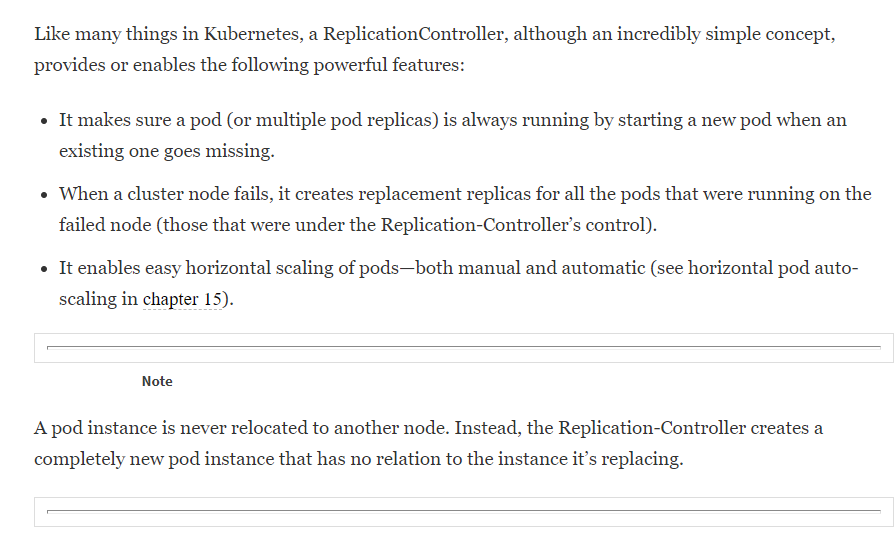 Like many things in Kubernetes, a ReplicationController, although an incredibly simple concept,
provides or enables the following powerful features:
• It makes sure a pod (or multiple pod replicas) is always running by starting a new pod when an
existing one goes missing.
• When a cluster node fails, it creates replacement replicas for all the pods that were running on the
failed node (those that were under the Replication-Controller’s control).
• It enables easy horizontal scaling of pods—both manual and automatic (see horizontal pod auto-
scaling in chapter 15).
Note
A pod instance is never relocated to another node. Instead, the Replication-Controller creates a
completely new pod instance that has no relation to the instance it’s replacing.